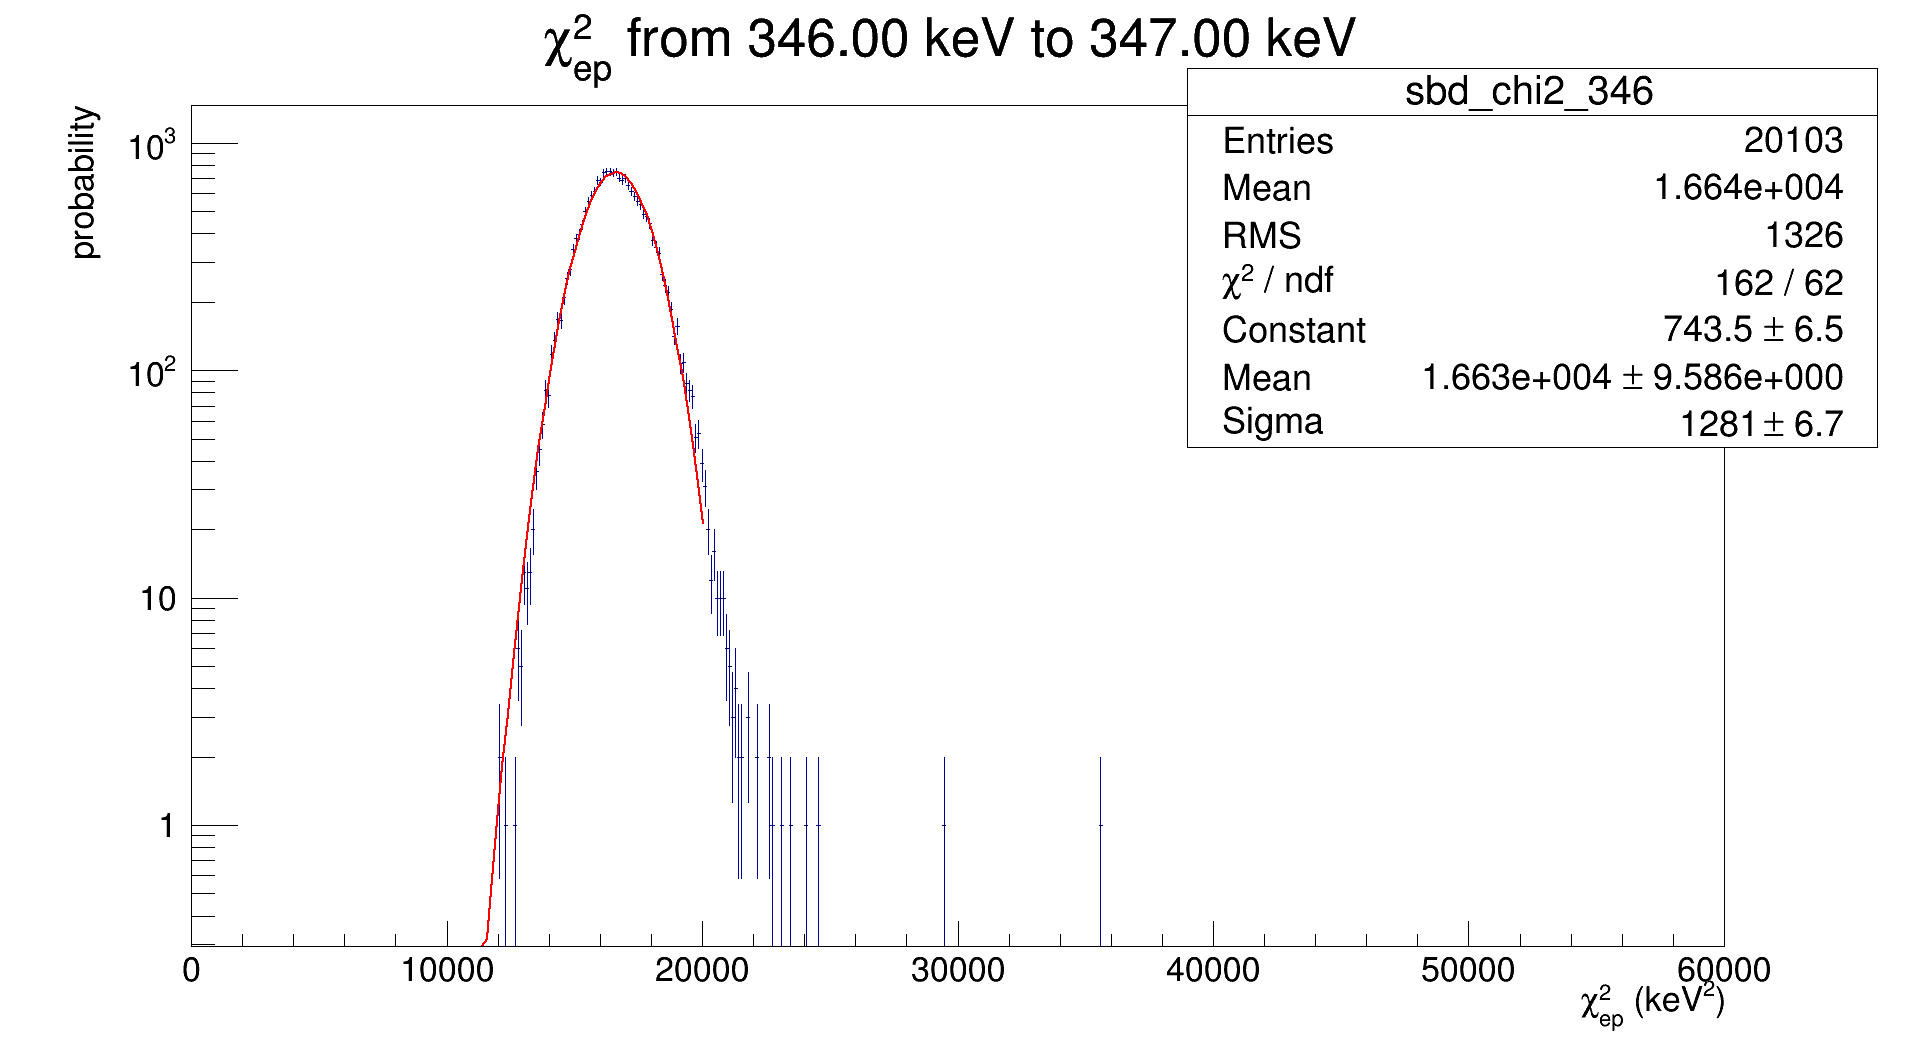 χ²ep from 346.00 keV to 347.00 keV
sbd_chi2_346
Entries 20103
Mean 1.664e+004
RMS 1326
χ² / ndf 162 / 62
Constant 743.5 ± 6.5
Mean 1.663e+004 ± 9.586e+000
Sigma 1281 ± 6.7
probability
10³
10²
10
1
0 10000 20000 30000 40000 50000 60000
χ²ep (keV²)